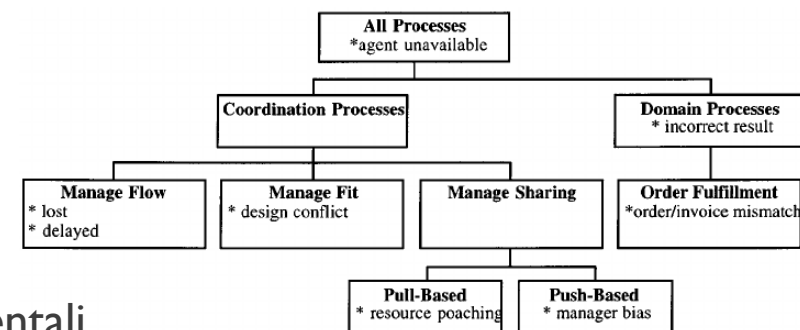 All Processes
*agent unavailable
Coordination Processes
Domain Processes
* incorrect result
Manage Flow
* lost
* delayed
Manage Fit
* design conflict
Manage Sharing
Order Fulfillment
*order/invoice mismatch
Pull-Based
* resource poaching
Push-Based
* manager bias
entali